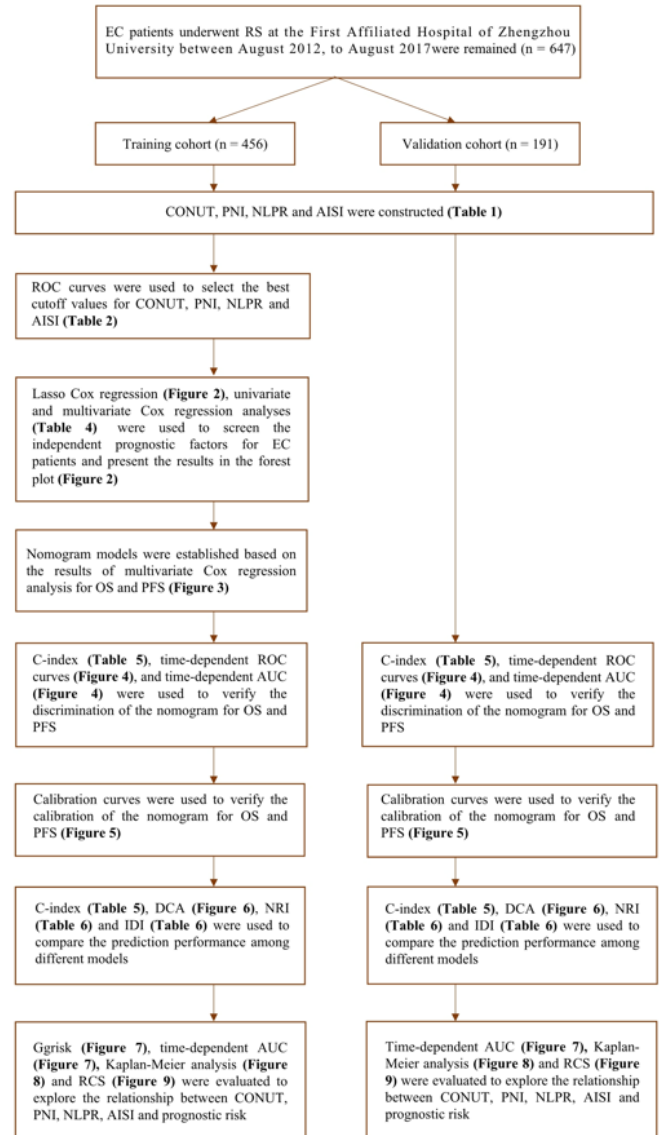 EC patients underwent RS at the First Affiliated Hospital of Zhengzhou
University between August 2012, to August 2017were remained (n = 647)
Training cohort (n = 456)
Validation cohort (n = 191)
CONUT, PNI, NLPR and AISI were constructed (Table 1)
ROC curves were used to select the best
cutoff values for CONUT, PNI, NLPR and
AISI (Table 2)
Lasso Cox regression (Figure 2), univariate
and multivariate Cox regression analyses
(Table 4) were used to screen the
independent prognostic factors for EC
patients and present the results in the forest
plot (Figure 2)
Nomogram models were established based on
the results of multivariate Cox regression
analysis for OS and PFS (Figure 3)
C-index (Table 5), time-dependent ROC
curves (Figure 4), and time-dependent AUC
(Figure 4) were used to verify the
discrimination of the nomogram for OS and
PFS
Calibration curves were used to verify the
calibration of the nomogram for OS and
PFS (Figure 5)
C-index (Table 5), DCA (Figure 6), NRI
(Table 6) and IDI (Table 6) were used to
compare the prediction performance among
different models
Ggrisk (Figure 7), time-dependent AUC
(Figure 7), Kaplan-Meier analysis (Figure
8) and RCS (Figure 9) were evaluated to
explore the relationship between CONUT,
PNI, NLPR, AISI and prognostic risk
C-index (Table 5), time-dependent ROC
curves (Figure 4), and time-dependent AUC
(Figure 4) were used to verify the
discrimination of the nomogram for OS and
PFS
Calibration curves were used to verify the
calibration of the nomogram for OS and
PFS (Figure 5)
C-index (Table 5), DCA (Figure 6), NRI
(Table 6) and IDI (Table 6) were used to
compare the prediction performance among
different models
Time-dependent AUC (Figure 7), Kaplan-
Meier analysis (Figure 8) and RCS (Figure
9) were evaluated to explore the relationship
between CONUT, PNI, NLPR, AISI and
prognostic risk